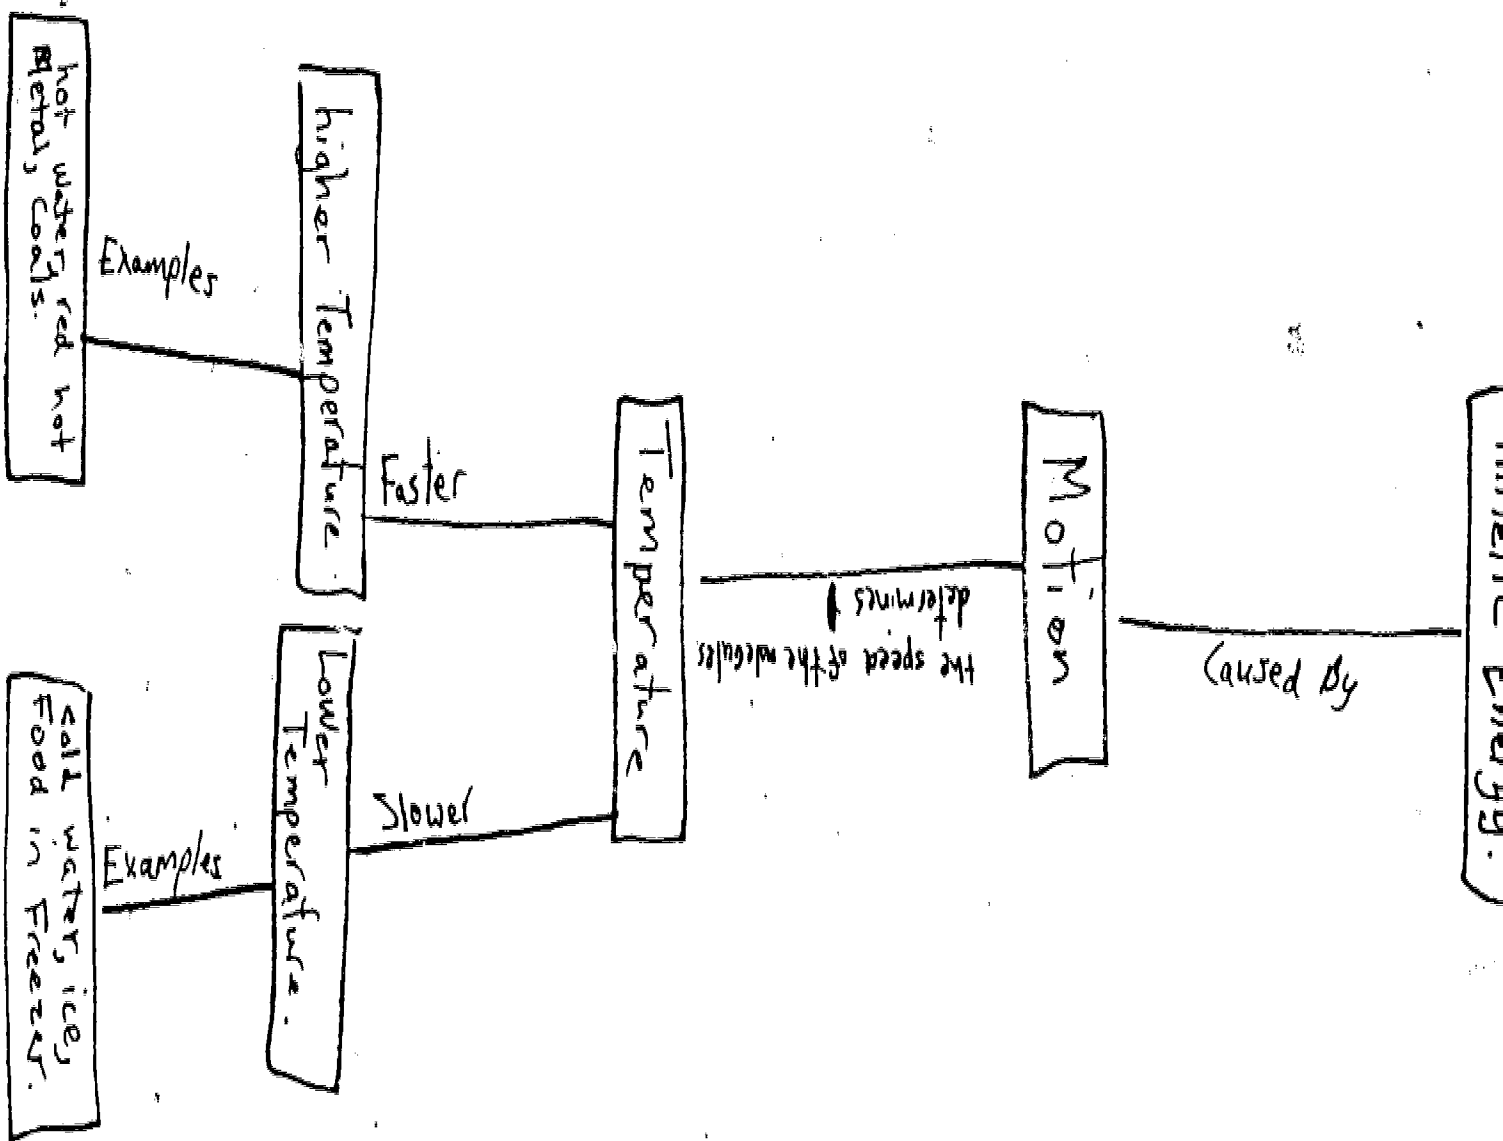 Energy.
Caused By
Motion
determines
the speed of the molecules
Temperature
Faster
Slower
higher Temperature.
Lower
Temperature.
Examples
Examples
hot water, red hot
Metal, Coals.
cold water, ice,
Food in Freezer.